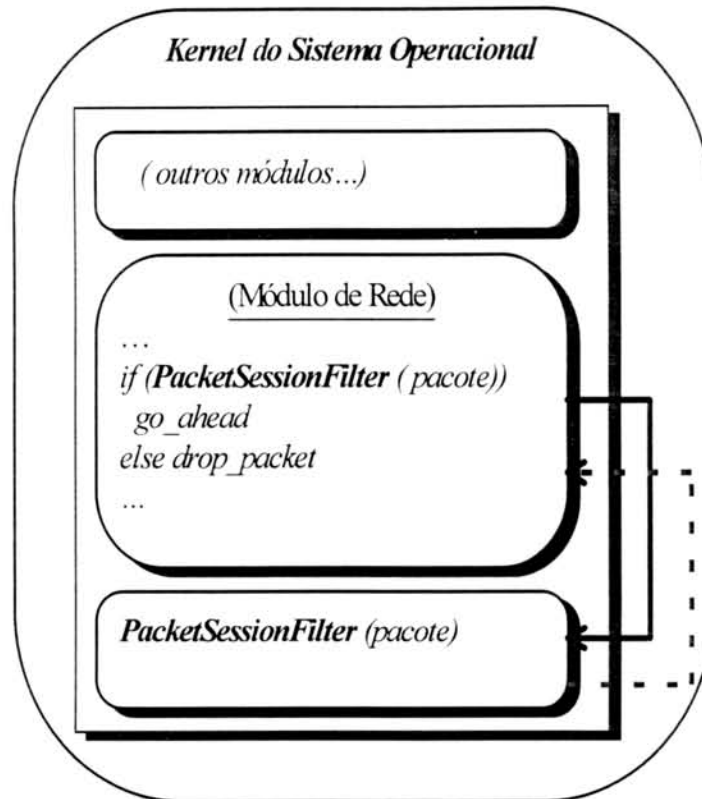 Kernel do Sistema Operacional
( outros módulos...)
(Módulo de Rede)
...
if (PacketSessionFilter ( pacote))
go_ahead
else drop_packet
...
PacketSessionFilter (pacote)